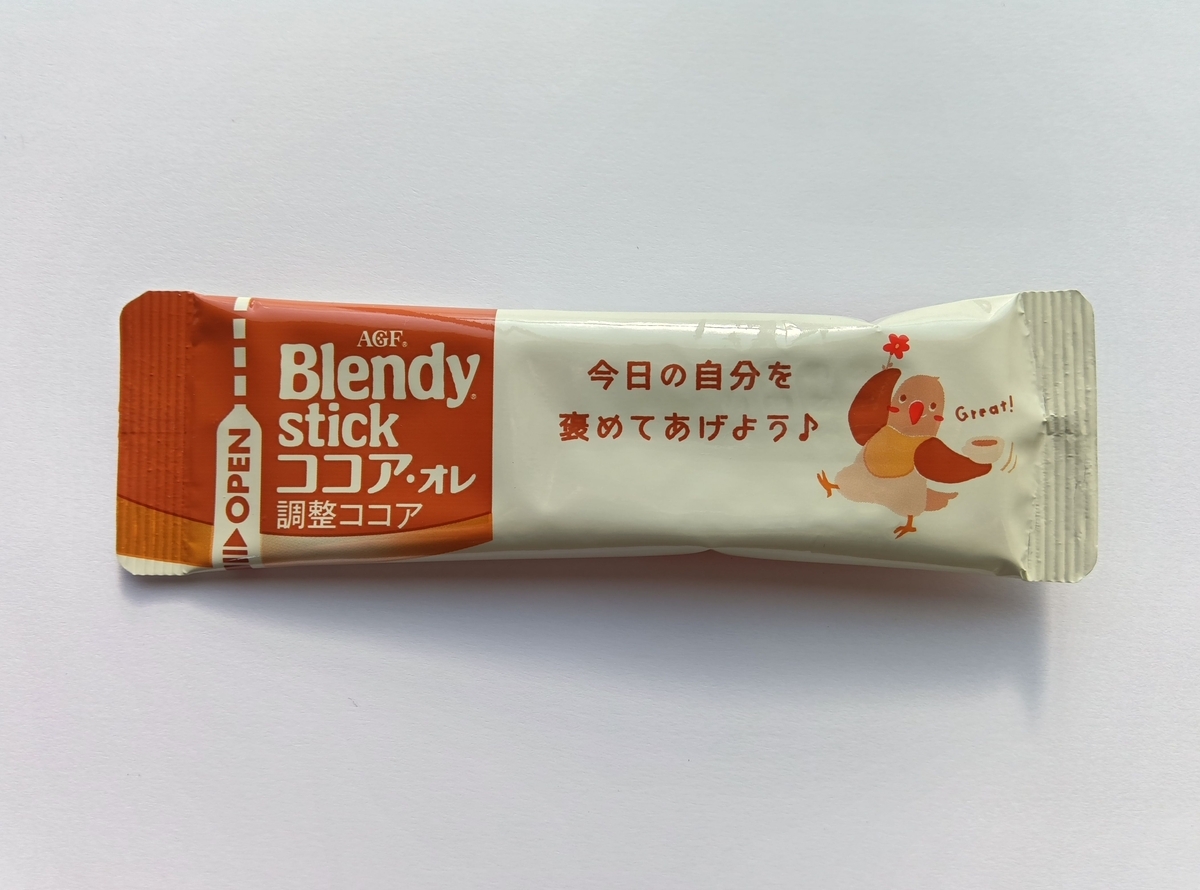 AGF®
Blendy®
stick
ココア・オレ
調整ココア
OPEN
今日の自分を
褒めてあげよう♪
Great!